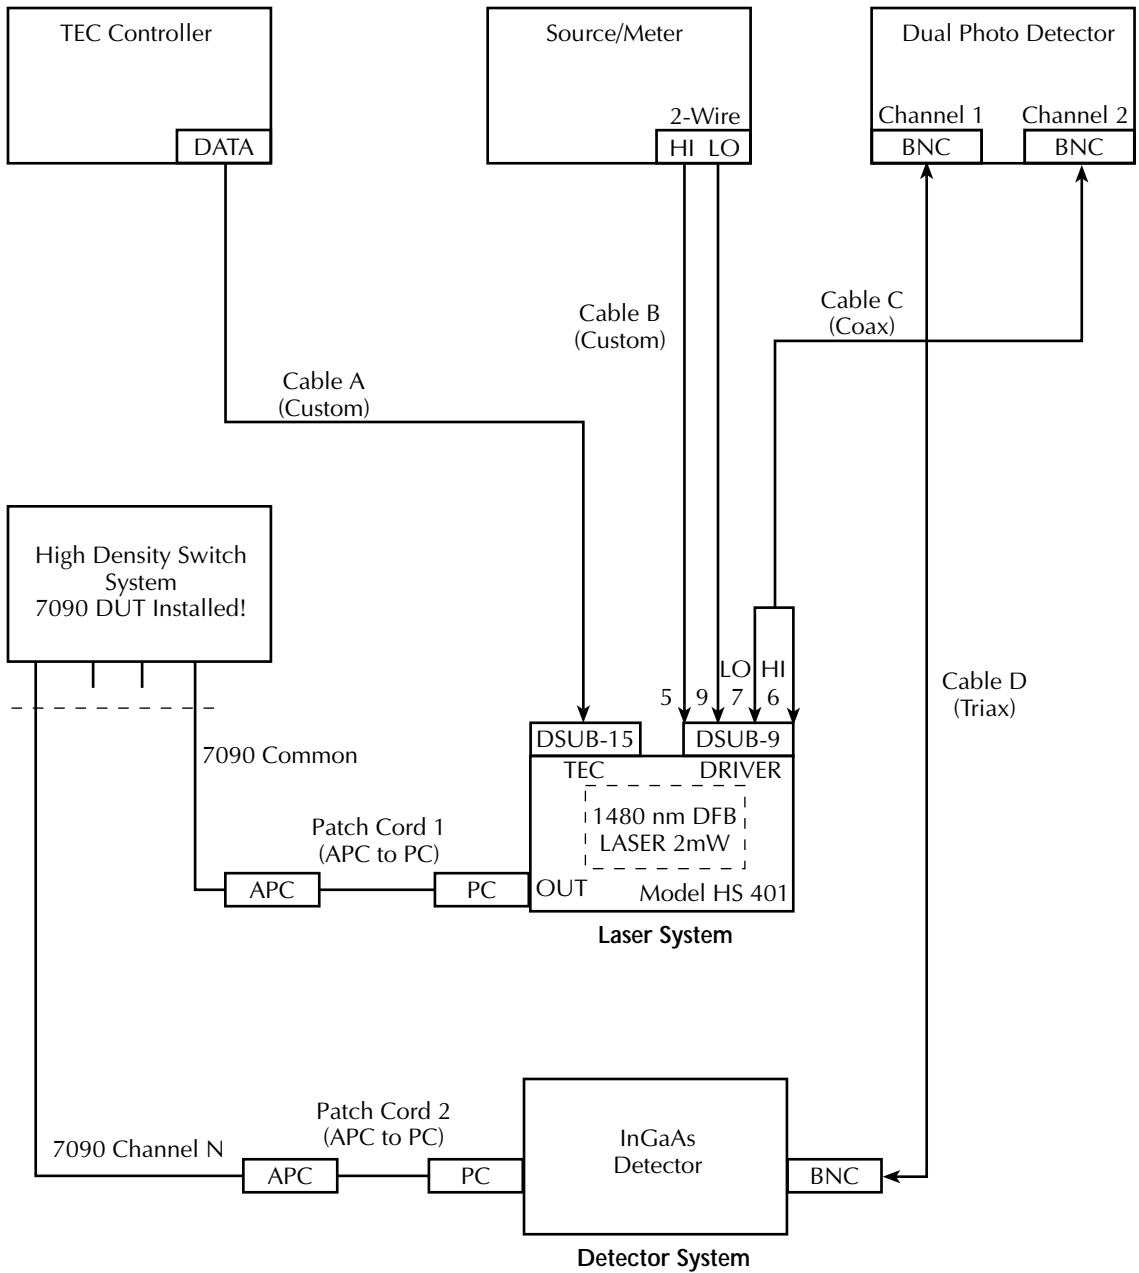 TEC Controller
DATA
Source/Meter
2-Wire
HI LO
Dual Photo Detector
Channel 1
Channel 2
BNC
BNC
Cable B
(Custom)
Cable C
(Coax)
Cable A
(Custom)
High Density Switch
System
7090 DUT Installed!
LO HI
5 9 7 6
Cable D
(Triax)
DSUB-15
DSUB-9
TEC
DRIVER
7090 Common
1480 nm DFB
LASER 2mW
Patch Cord 1
(APC to PC)
APC
PC
OUT
Model HS 401
Laser System
Patch Cord 2
(APC to PC)
7090 Channel N
APC
PC
InGaAs
Detector
BNC
Detector System